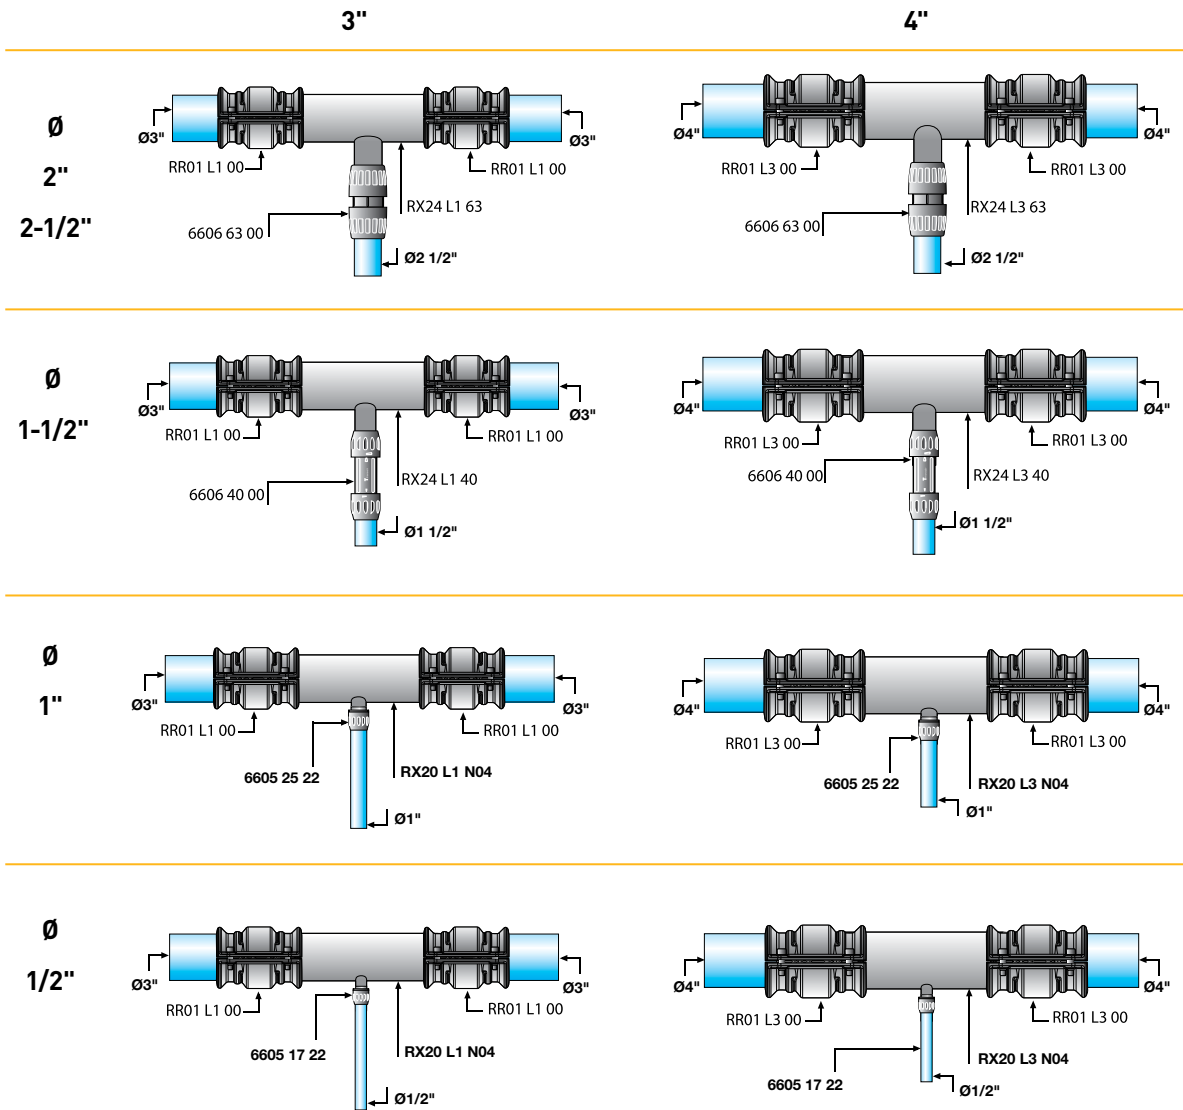 3" 4"
Ø
2"
2-1/2"
Ø3" Ø3"
RR01 L1 00 RR01 L1 00
RX24 L1 63
6606 63 00
Ø2 1/2"
Ø4" Ø4"
RR01 L3 00 RR01 L3 00
RX24 L3 63
6606 63 00
Ø2 1/2"
Ø
1-1/2"
Ø3" Ø3"
RR01 L1 00 RR01 L1 00
RX24 L1 40
6606 40 00
Ø1 1/2"
Ø4" Ø4"
RR01 L3 00 RR01 L3 00
RX24 L3 40
6606 40 00
Ø1 1/2"
Ø
1"
Ø3" Ø3"
RR01 L1 00 RR01 L1 00
6605 25 22 RX20 L1 N04
Ø1"
Ø4" Ø4"
RR01 L3 00 RR01 L3 00
6605 25 22 RX20 L3 N04
Ø1"
Ø
1/2"
Ø3" Ø3"
RR01 L1 00 RR01 L1 00
6605 17 22 RX20 L1 N04
Ø1/2"
Ø4" Ø4"
RR01 L3 00 RR01 L3 00
RX20 L3 N04
6605 17 22
Ø1/2"